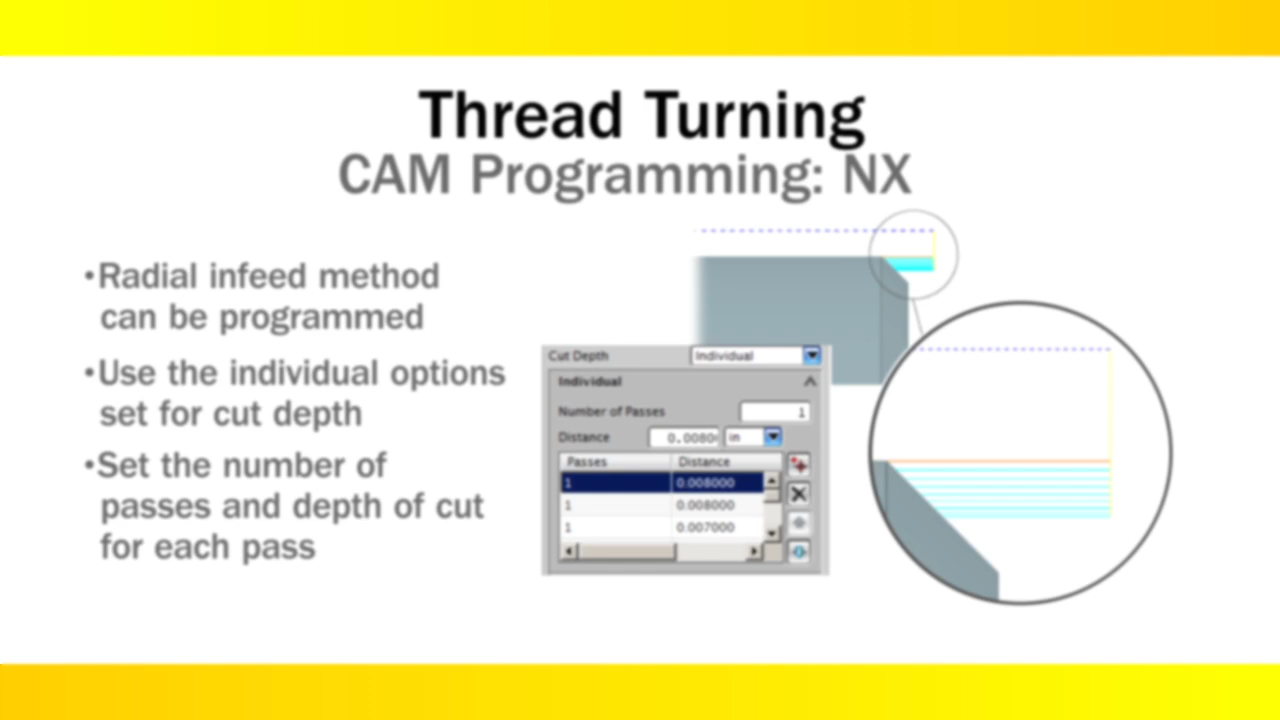 Thread Turning
CAM Programming: NX
•Radial infeed method
can be programmed
•Use the individual options
set for cut depth
•Set the number of
passes and depth of cut
for each pass
Cut Depth Individual
Individual
Number of Passes 1
Distance 0.0080 in
Passes Distance
1 0.008000
1 0.008000
1 0.007000